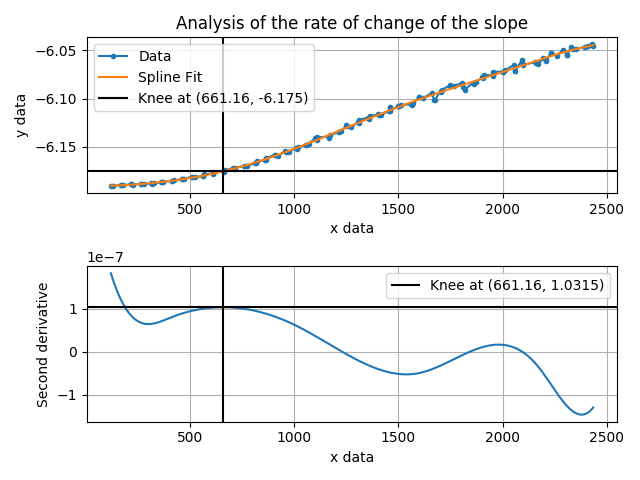 Analysis of the rate of change of the slope
Data
Spline Fit
Knee at (661.16, -6.175)
y data
−6.05
−6.10
−6.15
500 1000 1500 2000 2500
x data
1e−7
Knee at (661.16, 1.0315)
Second derivative
1
0
−1
500 1000 1500 2000 2500
x data